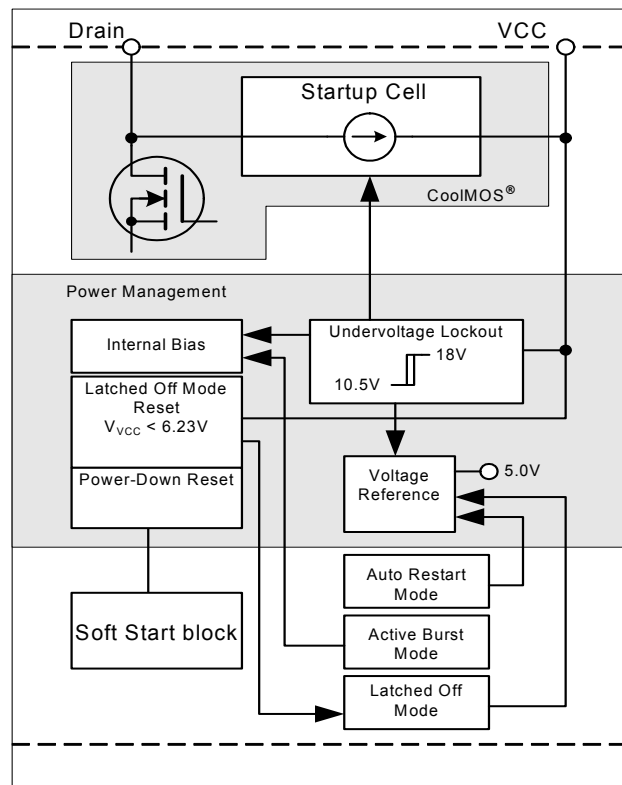 Drain
VCC
Startup Cell
CoolMOS®
Power Management
Internal Bias
Undervoltage Lockout
18V
10.5V
Latched Off Mode
Reset
VVCC < 6.23V
Power-Down Reset
Voltage
Reference
5.0V
Auto Restart
Mode
Soft Start block
Active Burst
Mode
Latched Off
Mode